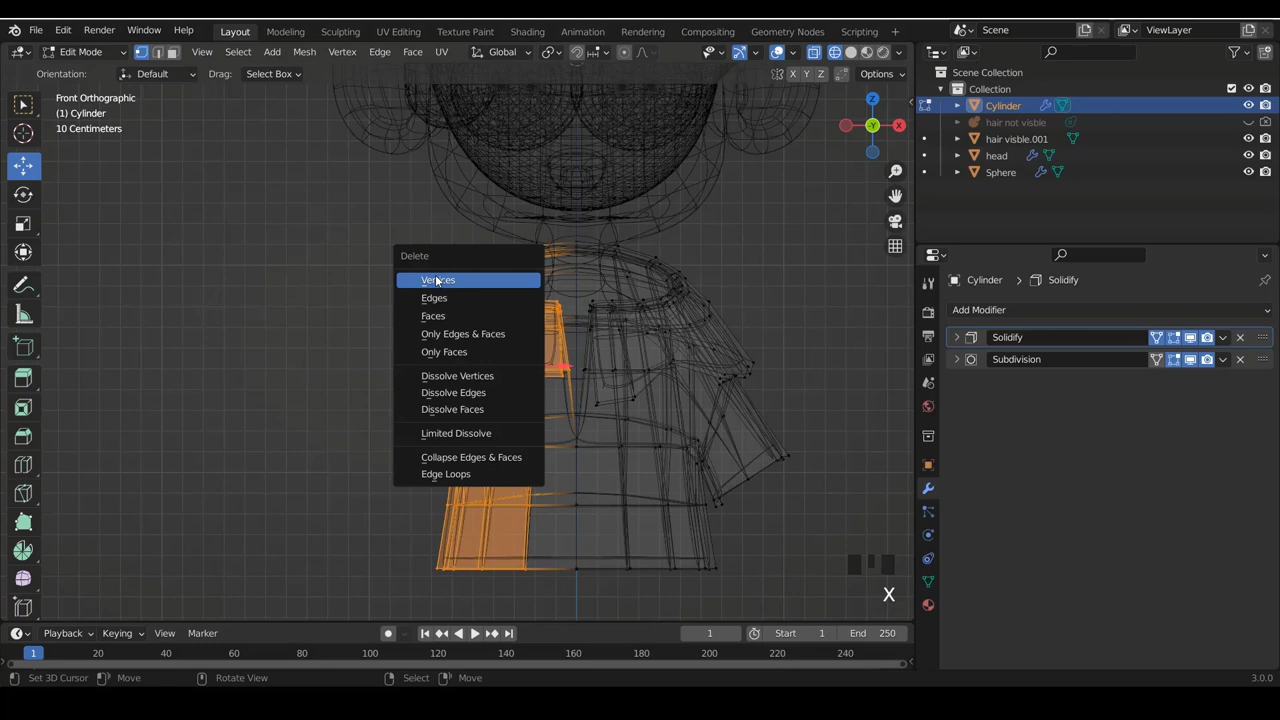 File Edit Render Window Help Layout Modeling Sculpting UV Editing Texture Paint Shading Animation Rendering Compositing Geometry Nodes Scripting Scene ViewLayer
Edit Mode View Select Add Mesh Vertex Edge Face UV Global
Orientation: Default Drag: Select Box X Y Z Options
Front Orthographic
(1) Cylinder
10 Centimeters
Z
X
-Y
Scene Collection
Collection
Cylinder
hair not visble
hair visble.001
head
Sphere
Delete
Vertices
Edges
Faces
Only Edges & Faces
Only Faces
Dissolve Vertices
Dissolve Edges
Dissolve Faces
Limited Dissolve
Collapse Edges & Faces
Edge Loops
Cylinder > Solidify
Add Modifier
Solidify
Subdivision
X
Playback Keying View Marker 1 Start 1 End 250
1 20 40 60 80 100 120 140 160 180 200 220 240
Set 3D Cursor Move Rotate View Select Move 3.0.0